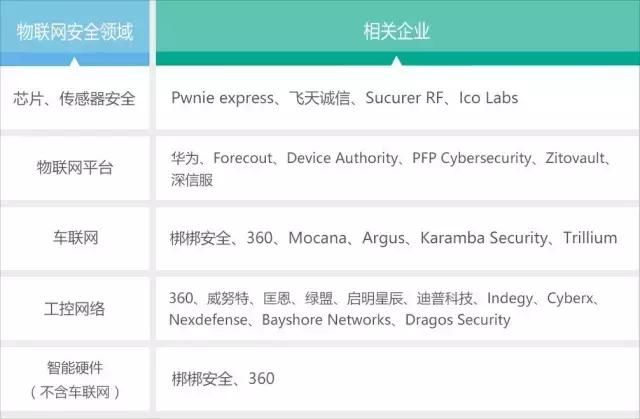 物联网安全领域
相关企业
芯片、传感器安全
Pwnie express、飞天诚信、Sucurer RF、Ico Labs
物联网平台
华为、Forecout、Device Authority、PFP Cybersecurity、Zitovault、
深信服
车联网
梆梆安全、360、Mocana、Argus、Karamba Security、Trillium
工控网络
360、威努特、匡恩、绿盟、启明星辰、迪普科技、Indegy、Cyberx、
Nexdefense、Bayshore Networks、Dragos Security
智能硬件
（不含车联网）
梆梆安全、360